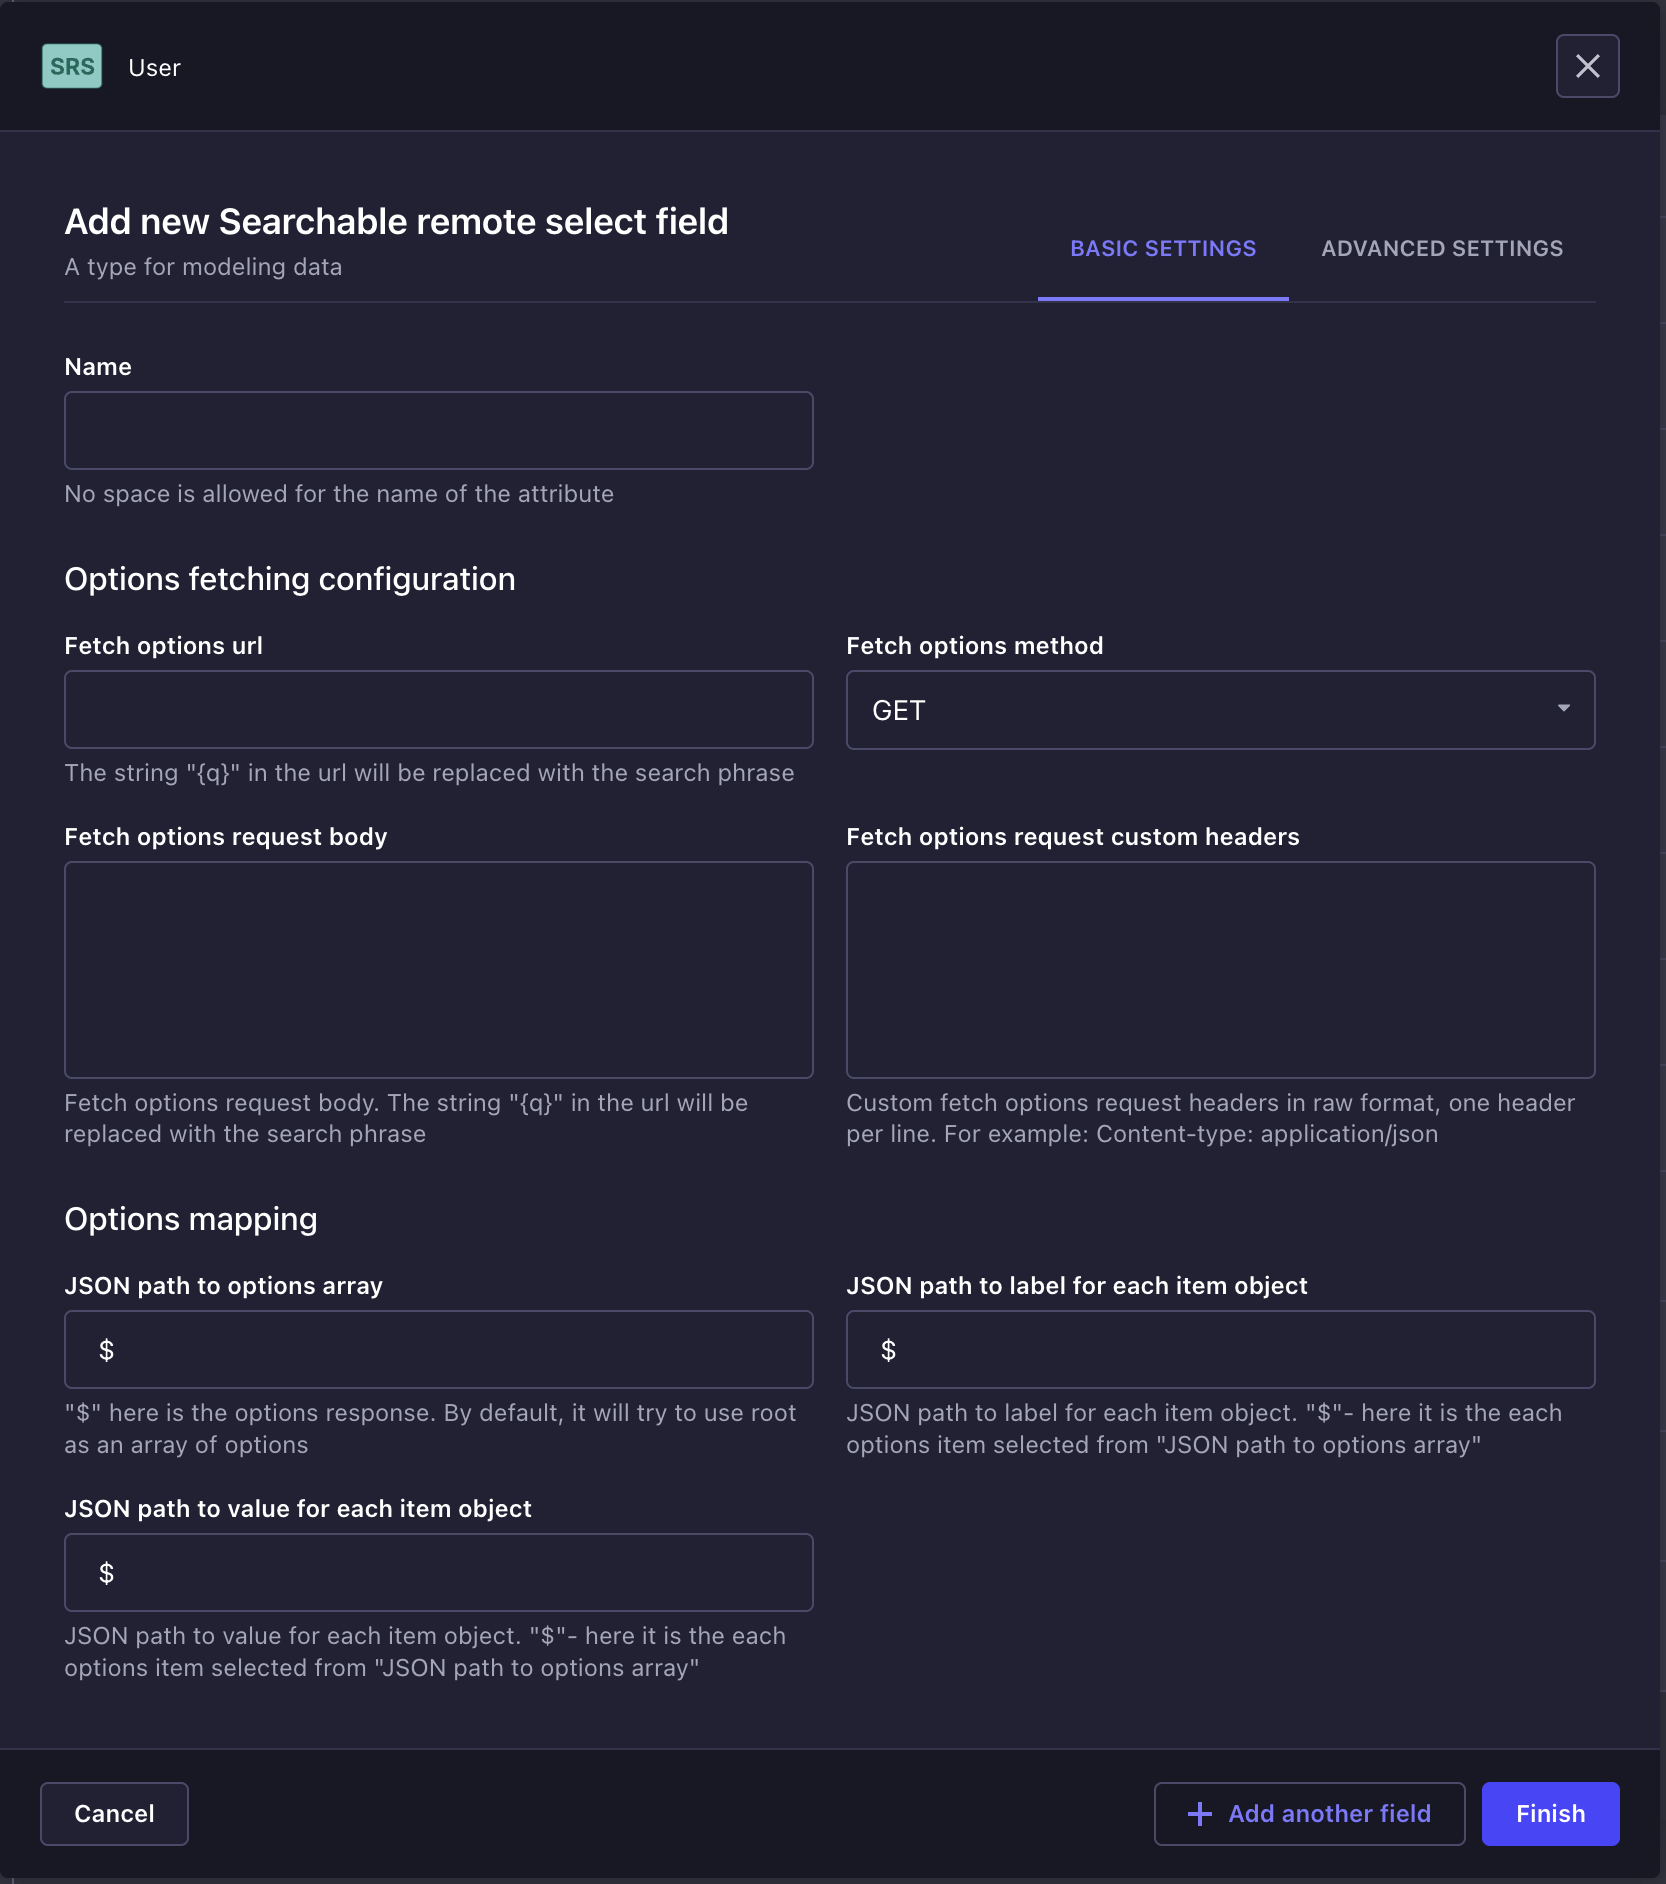 SRS
User
Add new Searchable remote select field
A type for modeling data
BASIC SETTINGS
ADVANCED SETTINGS
Name
No space is allowed for the name of the attribute
Options fetching configuration
Fetch options url
Fetch options method
GET
The string "{q}" in the url will be replaced with the search phrase
Fetch options request body
Fetch options request custom headers
Fetch options request body. The string "{q}" in the url will be
replaced with the search phrase
Custom fetch options request headers in raw format, one header
per line. For example: Content-type: application/json
Options mapping
JSON path to options array
JSON path to label for each item object
$
$
"$" here is the options response. By default, it will try to use root
as an array of options
JSON path to label for each item object. "$"- here it is the each
options item selected from "JSON path to options array"
JSON path to value for each item object
$
JSON path to value for each item object. "$"- here it is the each
options item selected from "JSON path to options array"
Cancel
Add another field
Finish